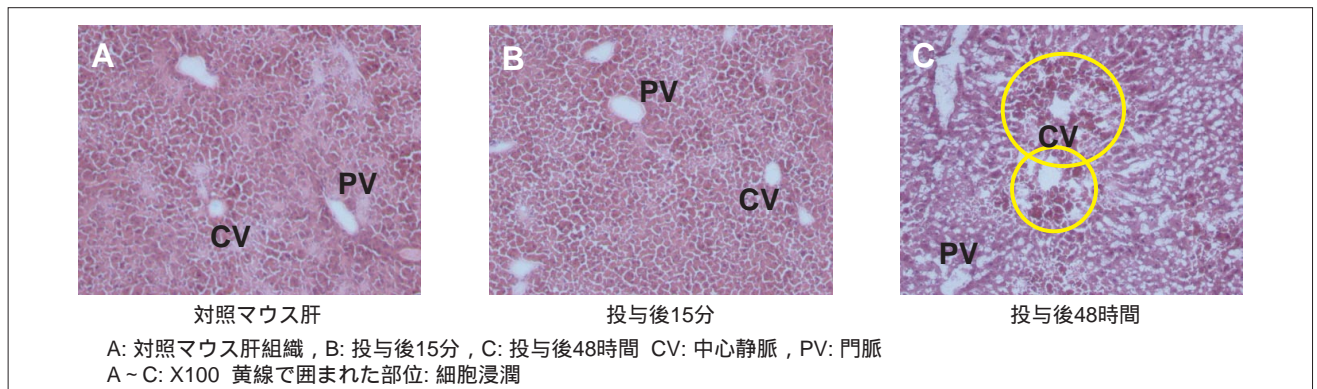 A
PV
CV
B
PV
CV
C
CV
PV
対照マウス肝
投与後15分
投与後48時間
A: 対照マウス肝組織 , B: 投与後15分 , C: 投与後48時間 CV: 中心静脈 , PV: 門脈
A ~ C: X100 黄線で囲まれた部位: 細胞浸潤